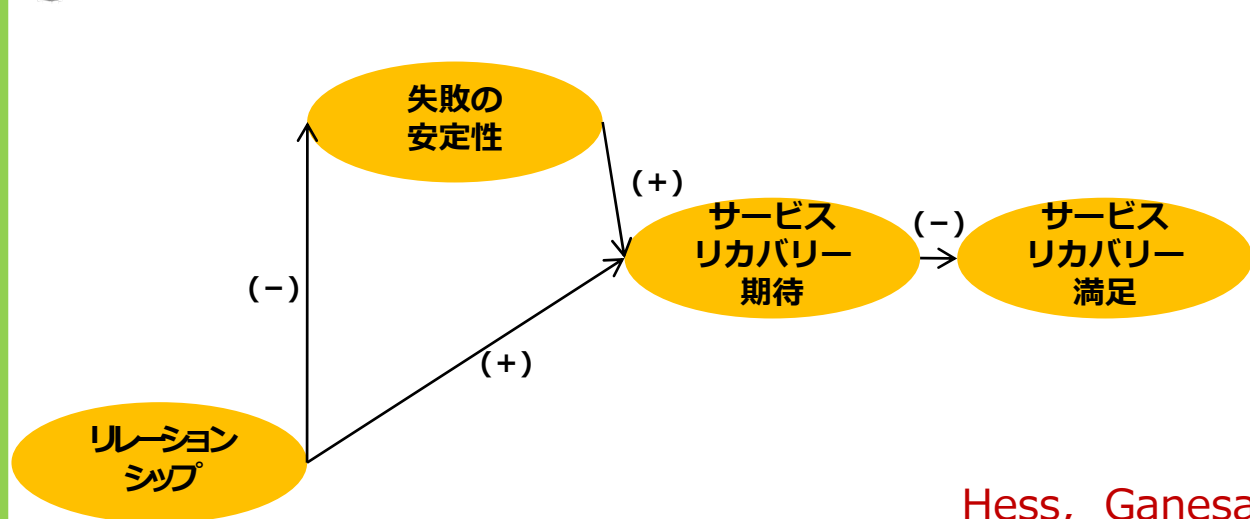 失敗の
安定性
(+)
サービス
リカバリー
期待
(−)
サービス
リカバリー
満足
(−)
(+)
リレーション
シップ
Hess, Ganesa